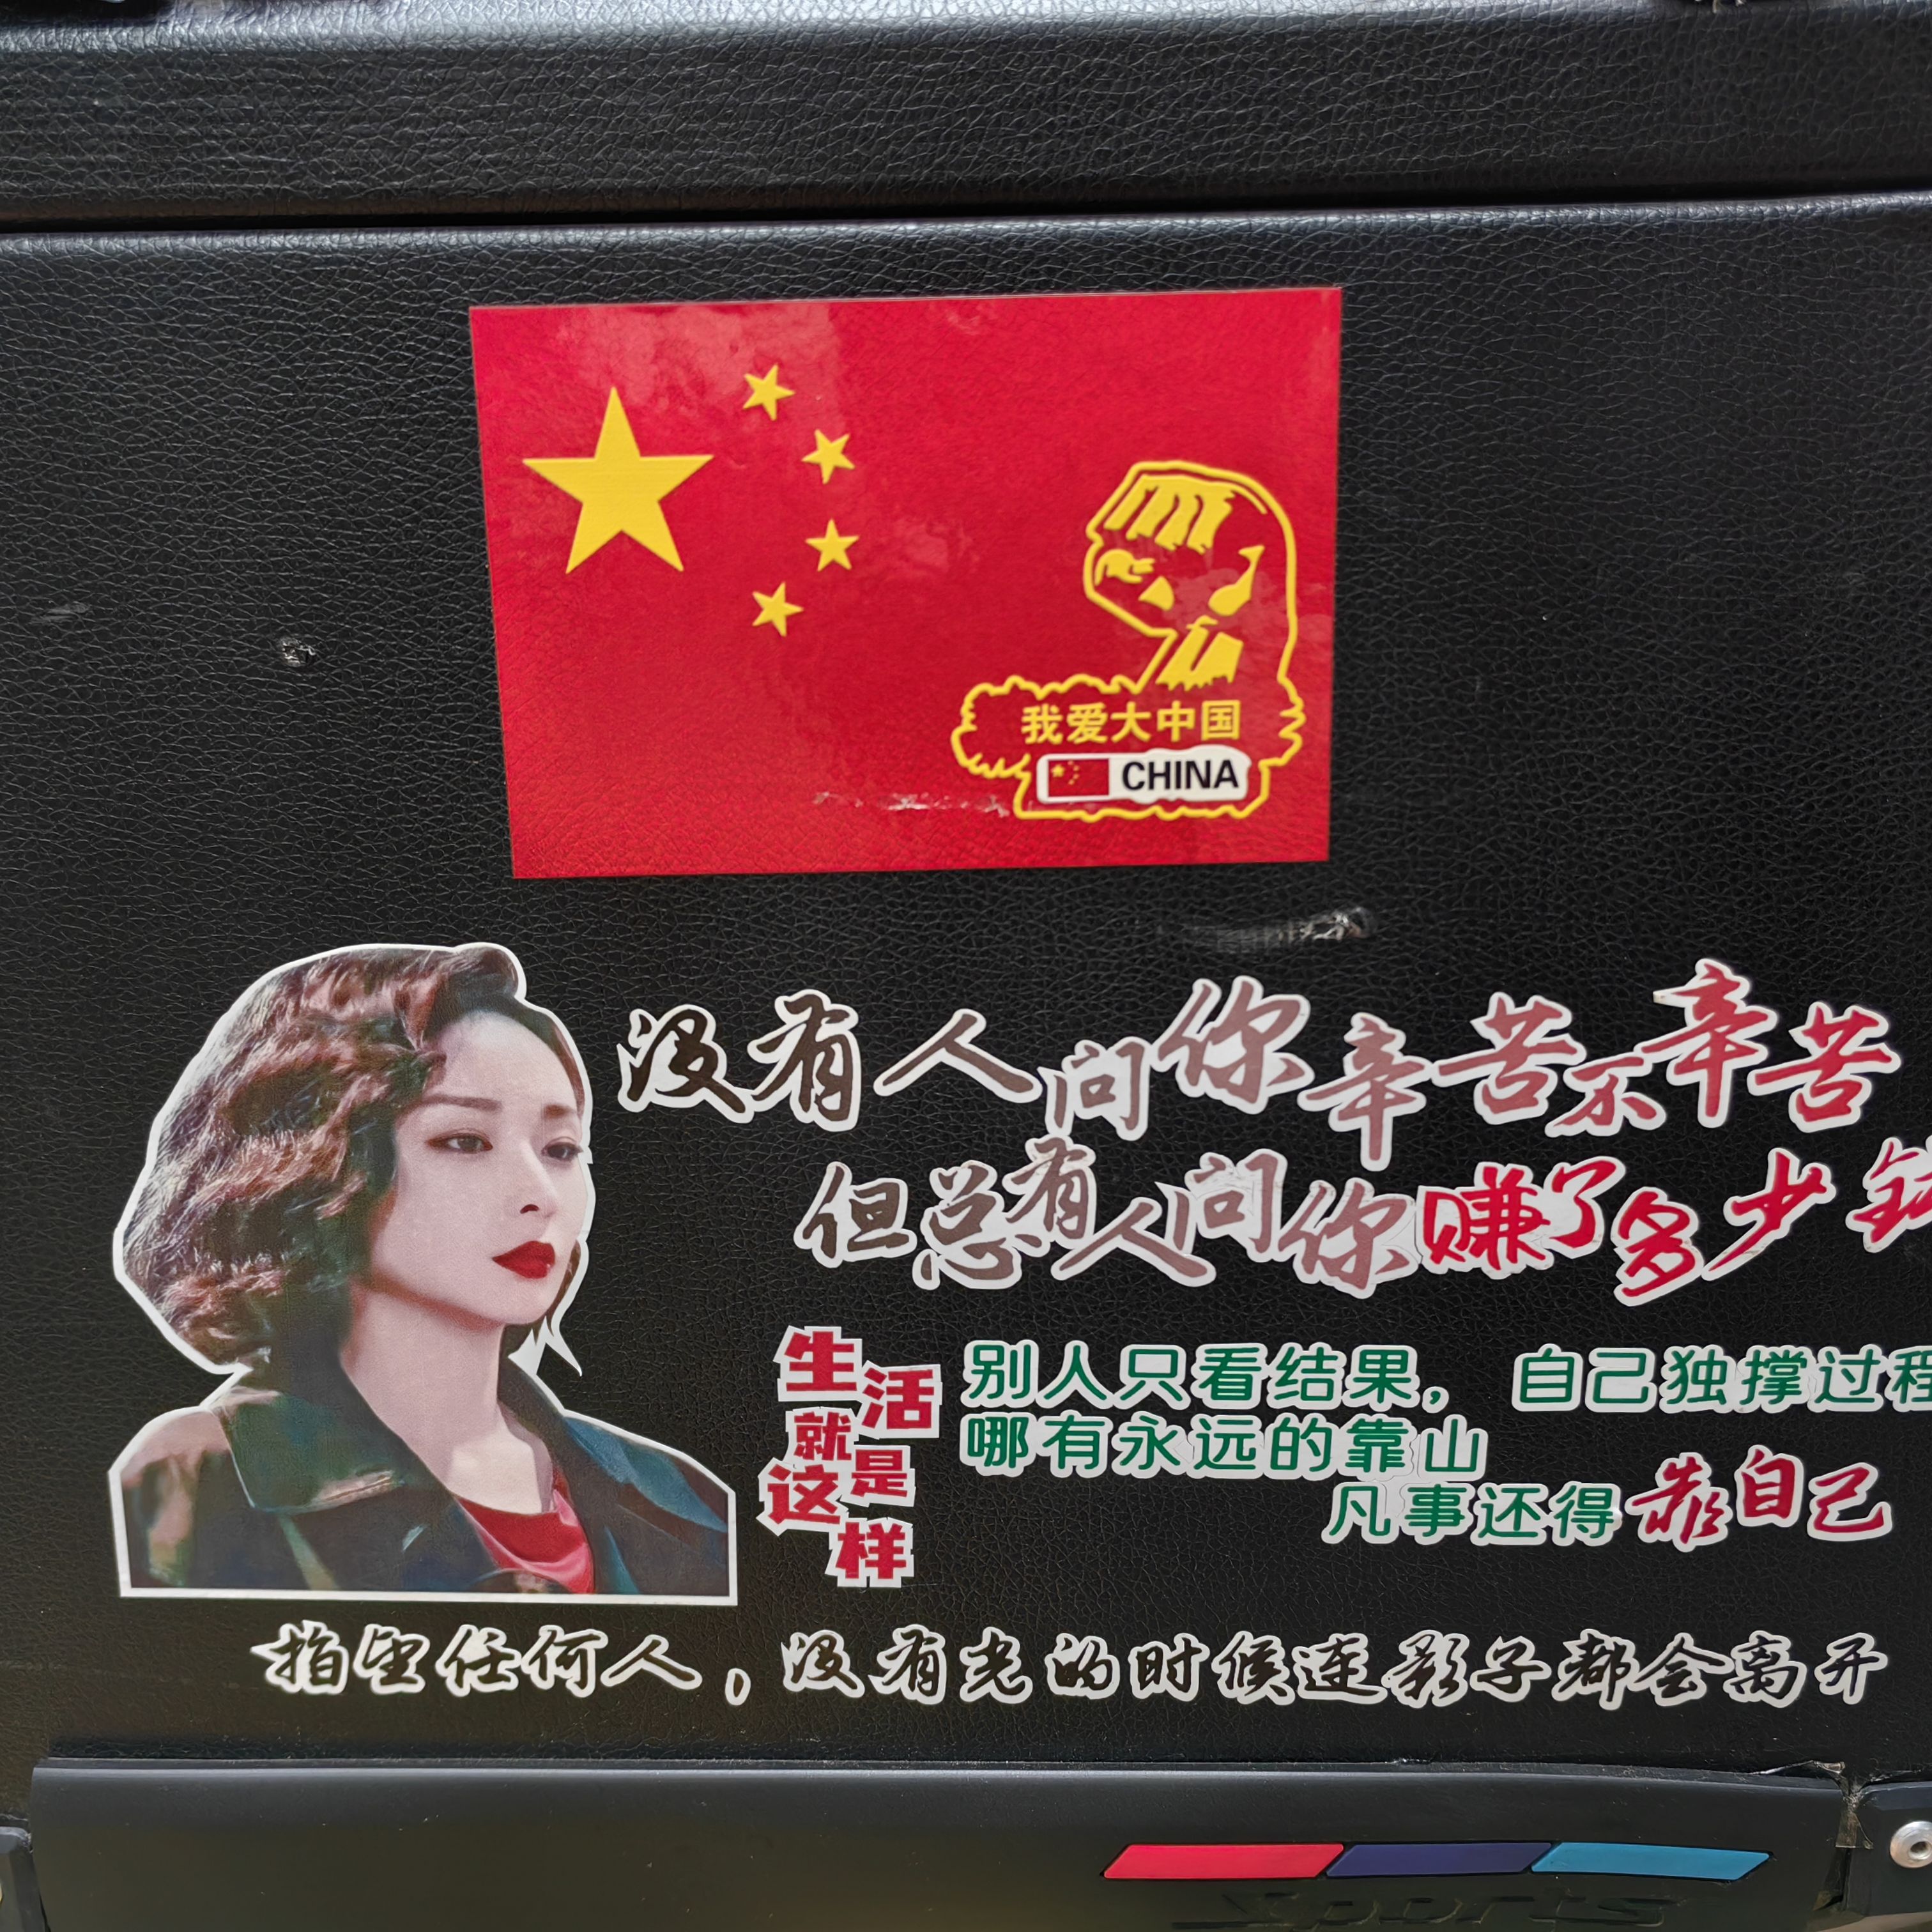 我爱大中国
CHINA
没有人问你辛苦不辛苦
但总有人问你赚了多少钱
生活就是这样
别人只看结果，自己独撑过程
哪有永远的靠山
凡事还得靠自己
指望任何人，没有光的时候连影子都会离开
Sports